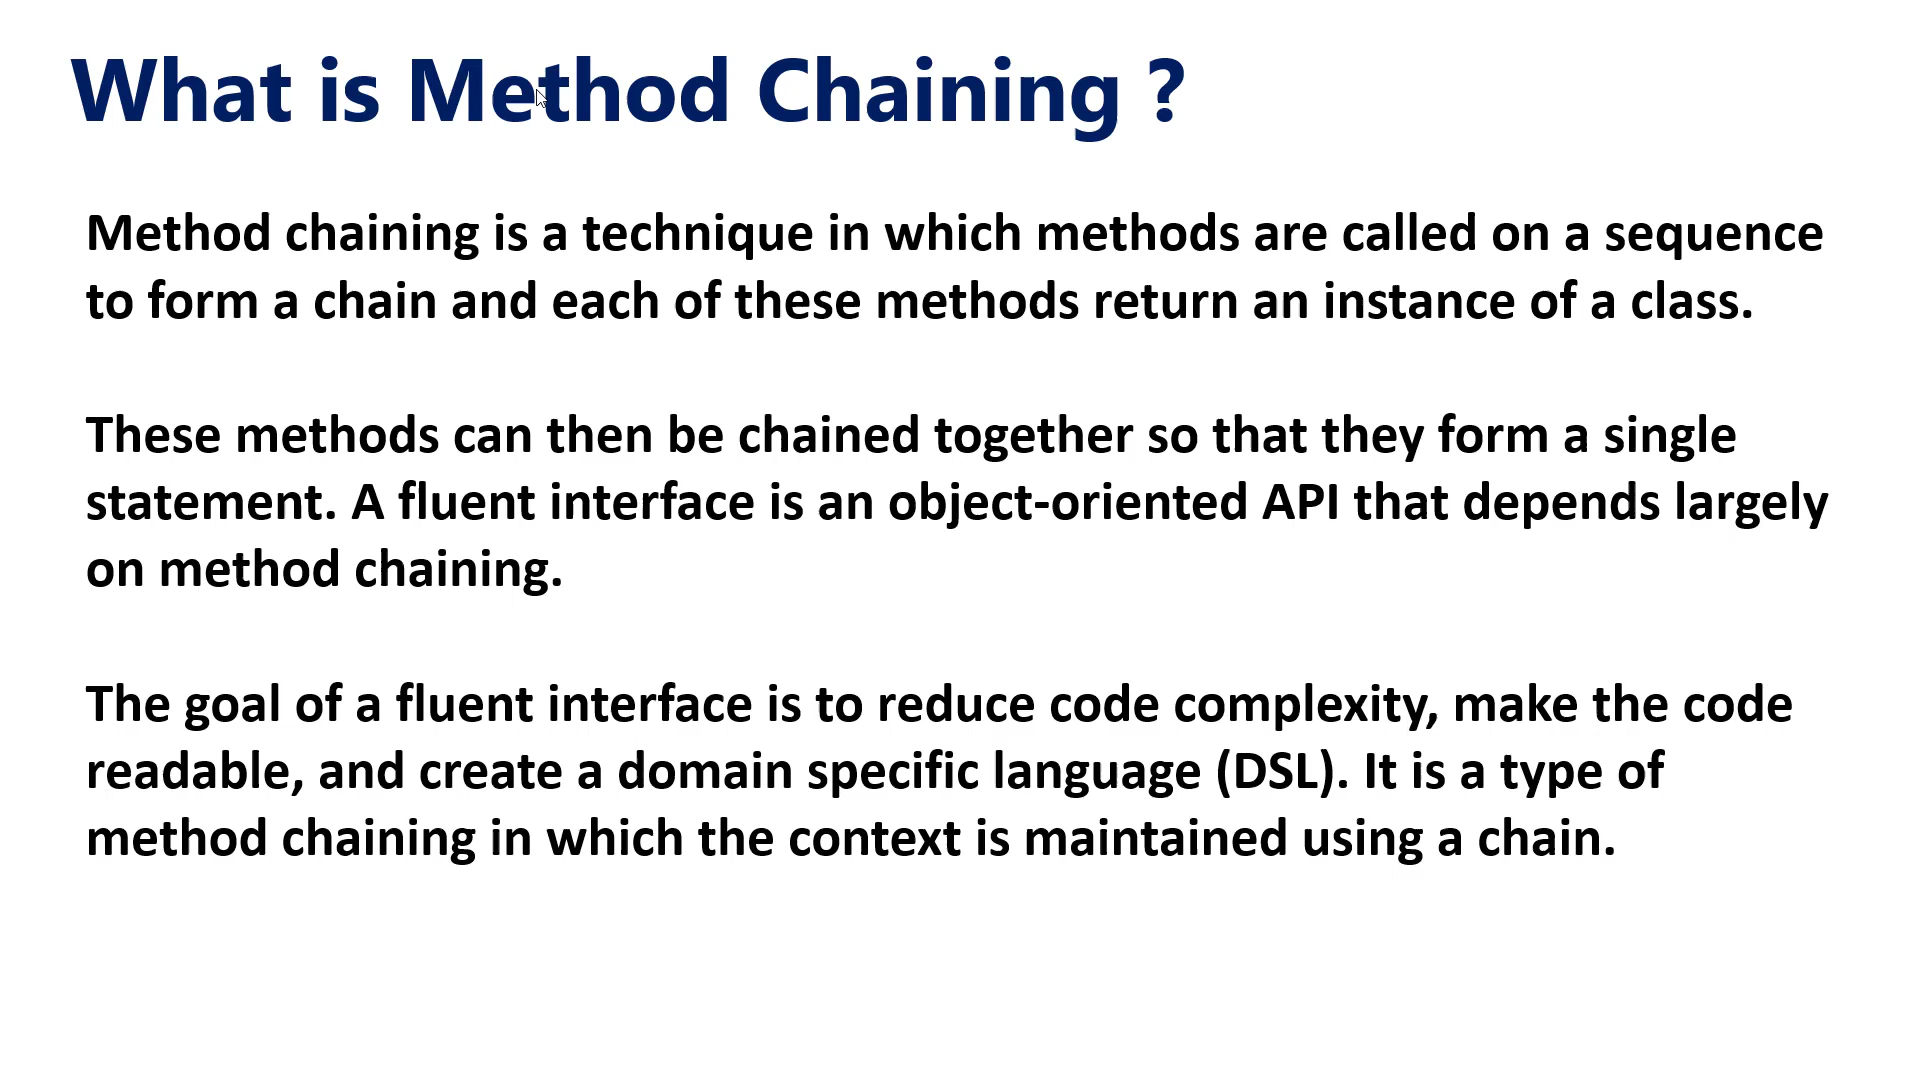 What is Method Chaining ?
Method chaining is a technique in which methods are called on a sequence
to form a chain and each of these methods return an instance of a class.
These methods can then be chained together so that they form a single
statement. A fluent interface is an object-oriented API that depends largely
on method chaining.
The goal of a fluent interface is to reduce code complexity, make the code
readable, and create a domain specific language (DSL). It is a type of
method chaining in which the context is maintained using a chain.